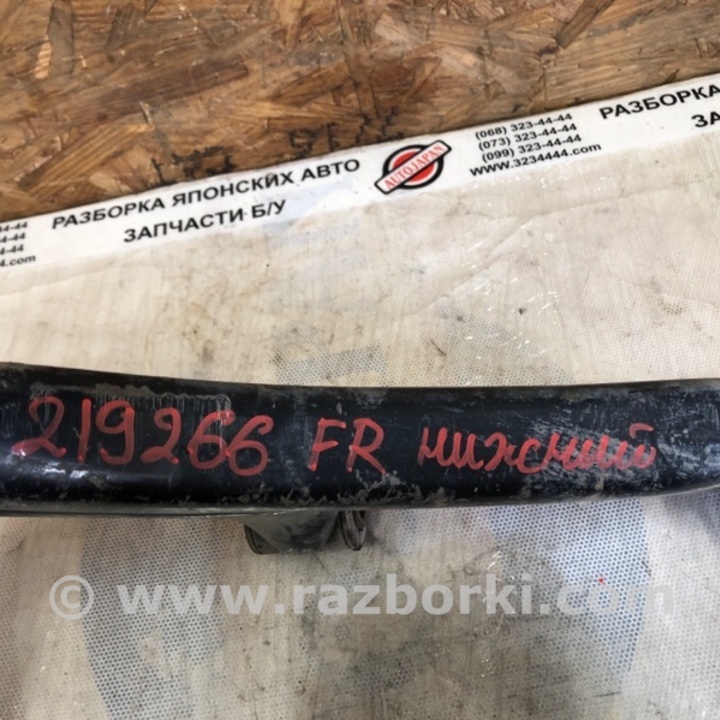 РАЗБОРКА ЯПОНСКИХ АВТО
ЗАПЧАСТИ Б/У
AUTOJAPAN
(068) 323-44-44
(073) 323-44-44
(099) 323-44-44
www.3234444.com
РАЗБОРКА
ЗА
219266 FR нижний
© www.razborki.com